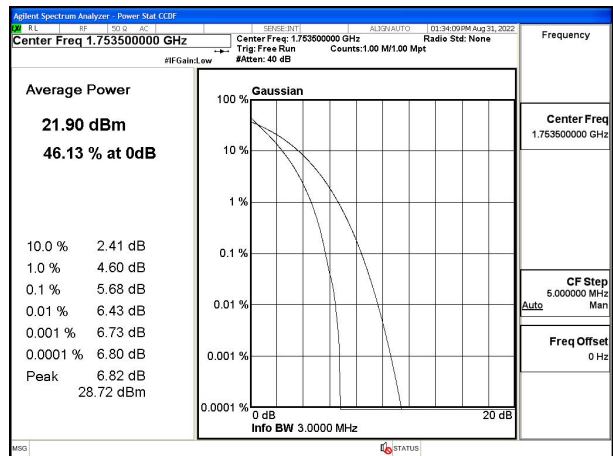 Agilent Spectrum Analyzer - Power Stat CCDF
RL RF 50 Ω AC SENSE:INT ALIGN AUTO 01:34:09 PM Aug 31, 2022
Center Freq 1.753500000 GHz
Center Freq: 1.753500000 GHz Radio Std: None
Trig: Free Run Counts:1.00 M/1.00 Mpt
#IFGain:Low #Atten: 40 dB
Frequency
Average Power
21.90 dBm
46.13 % at 0dB
10.0 % 2.41 dB
1.0 % 4.60 dB
0.1 % 5.68 dB
0.01 % 6.43 dB
0.001 % 6.73 dB
0.0001 % 6.80 dB
Peak 6.82 dB
28.72 dBm
Gaussian
100 %
10 %
1 %
0.1 %
0.01 %
0.001 %
0.0001 %
0 dB 20 dB
Info BW 3.0000 MHz
Center Freq
1.753500000 GHz
CF Step
5.000000 MHz
Auto Man
Freq Offset
0 Hz
MSG STATUS